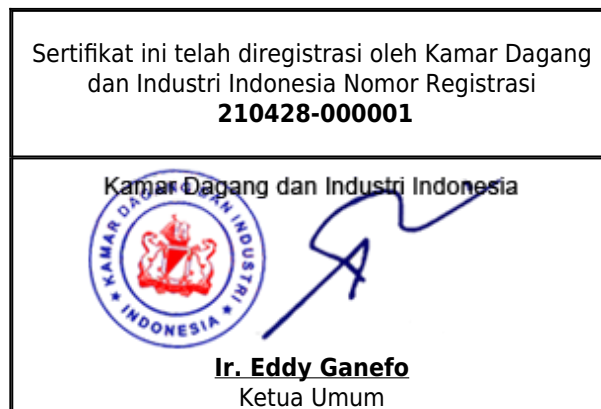 Sertifikat ini telah diregistrasi oleh Kamar Dagang
dan Industri Indonesia Nomor Registrasi
210428-000001
Kamar Dagang dan Industri Indonesia
KAMAR DAGANG DAN INDUSTRI
★ INDONESIA ★
Ir. Eddy Ganefo
Ketua Umum